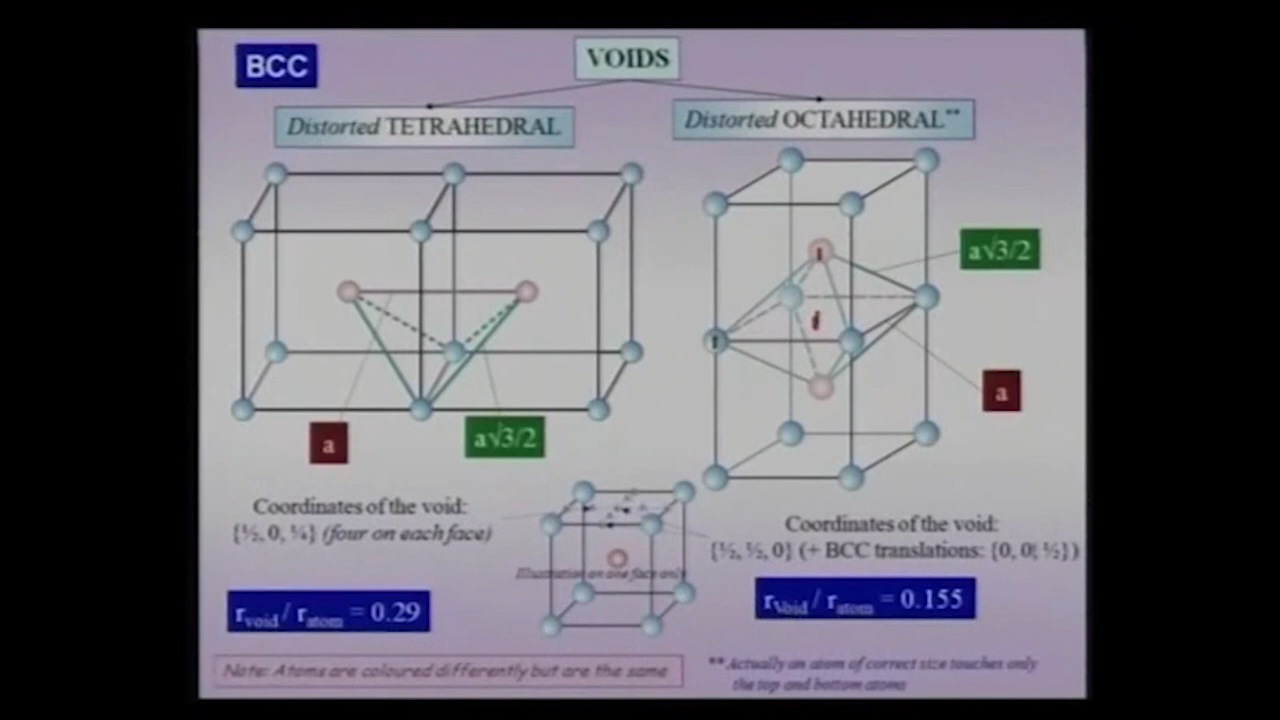 BCC
VOIDS
Distorted TETRAHEDRAL
Distorted OCTAHEDRAL**
a√3/2
a
a
a√3/2
Coordinates of the void:
{½, 0, ¼} (four on each face)
Coordinates of the void:
{½, ½, 0} (+ BCC translations: {0, 0, ½})
Illustration on one face only
rvoid / ratom = 0.29
rVoid / ratom = 0.155
Note: Atoms are coloured differently but are the same
** Actually an atom of correct size touches only
the top and bottom atoms